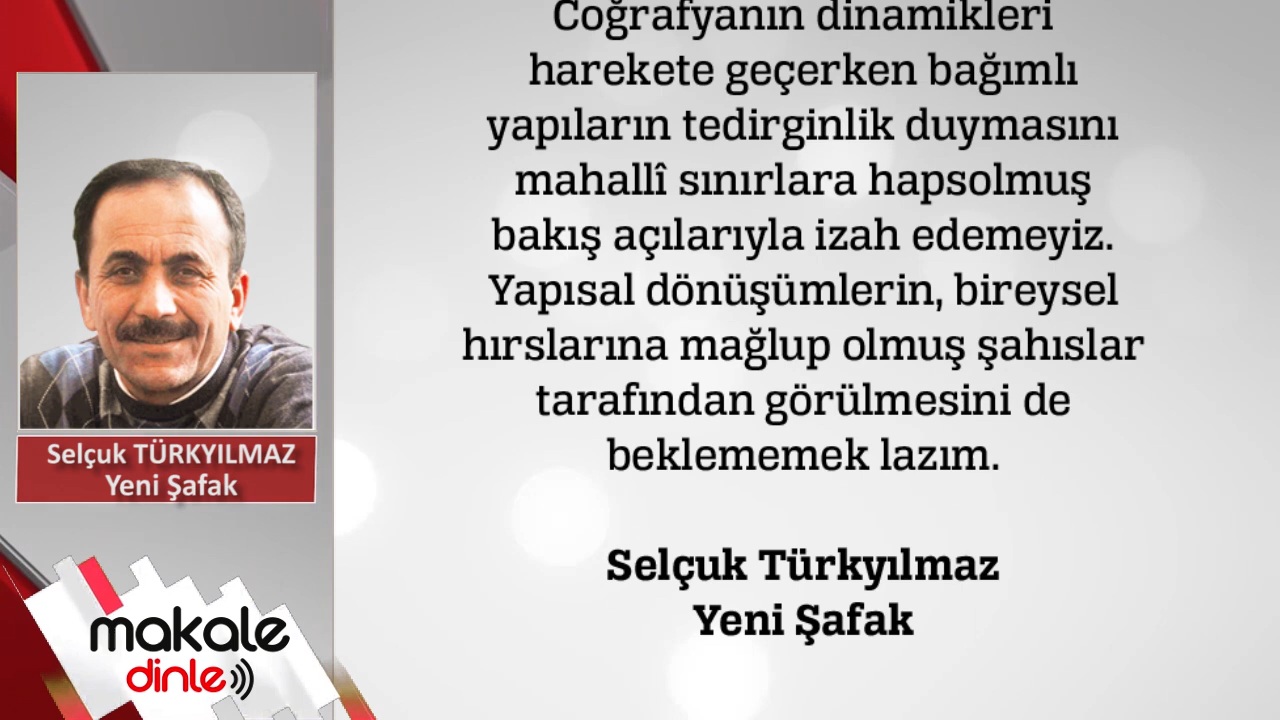 Coğrafyanın dinamikleri
harekete geçerken bağımlı
yapıların tedirginlik duymasını
mahallî sınırlara hapsolmuş
bakış açılarıyla izah edemeyiz.
Yapısal dönüşümlerin, bireysel
hırslarına mağlup olmuş şahıslar
tarafından görülmesini de
beklememek lazım.
Selçuk Türkyılmaz
Yeni Şafak
Selçuk TÜRKYILMAZ
Yeni Şafak
makale
dinle